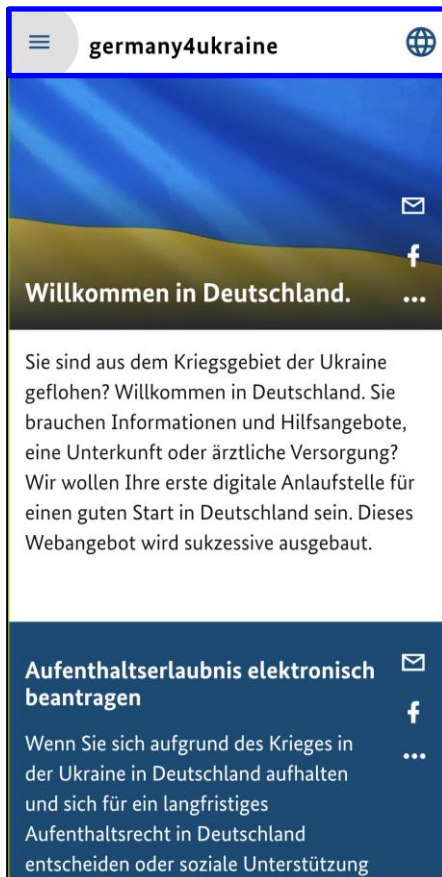 germany4ukraine
Willkommen in Deutschland.
Sie sind aus dem Kriegsgebiet der Ukraine
geflohen? Willkommen in Deutschland. Sie
brauchen Informationen und Hilfsangebote,
eine Unterkunft oder ärztliche Versorgung?
Wir wollen Ihre erste digitale Anlaufstelle für
einen guten Start in Deutschland sein. Dieses
Webangebot wird sukzessive ausgebaut.
Aufenthaltserlaubnis elektronisch
beantragen
Wenn Sie sich aufgrund des Krieges in
der Ukraine in Deutschland aufhalten
und sich für ein langfristiges
Aufenthaltsrecht in Deutschland
entscheiden oder soziale Unterstützung